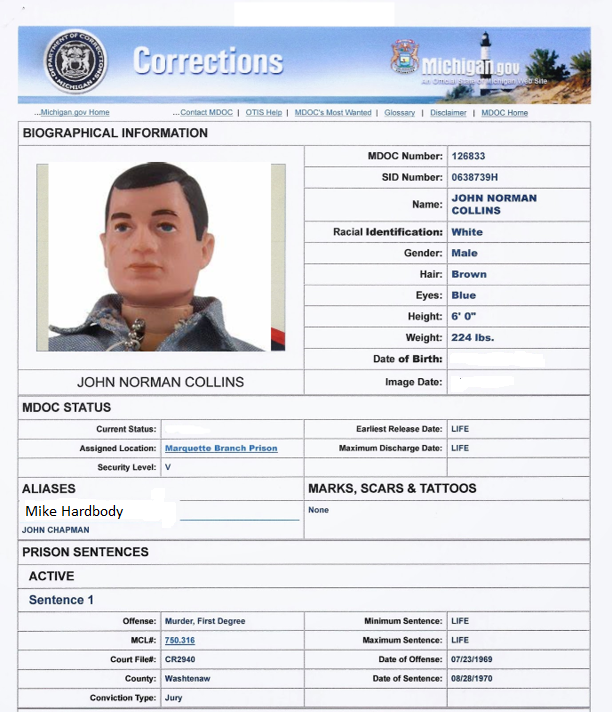 DEPARTMENT OF CORRECTIONS
MICHIGAN
Corrections
Michigan.gov
An Official State of Michigan Web Site
...Michigan.gov Home ...Contact MDOC | OTIS Help | MDOC's Most Wanted | Glossary | Disclaimer | MDOC Home
BIOGRAPHICAL INFORMATION
MDOC Number: 126833
SID Number: 0638739H
Name: JOHN NORMAN
COLLINS
Racial Identification: White
Gender: Male
Hair: Brown
Eyes: Blue
Height: 6' 0"
Weight: 224 lbs.
Date of Birth:
Image Date:
JOHN NORMAN COLLINS
MDOC STATUS
Current Status: Earliest Release Date: LIFE
Assigned Location: Marquette Branch Prison Maximum Discharge Date: LIFE
Security Level: V
ALIASES MARKS, SCARS & TATTOOS
Mike Hardbody None
JOHN CHAPMAN
PRISON SENTENCES
ACTIVE
Sentence 1
Offense: Murder, First Degree Minimum Sentence: LIFE
MCL#: 750.316 Maximum Sentence: LIFE
Court File#: CR2940 Date of Offense: 07/23/1969
County: Washtenaw Date of Sentence: 08/28/1970
Conviction Type: Jury